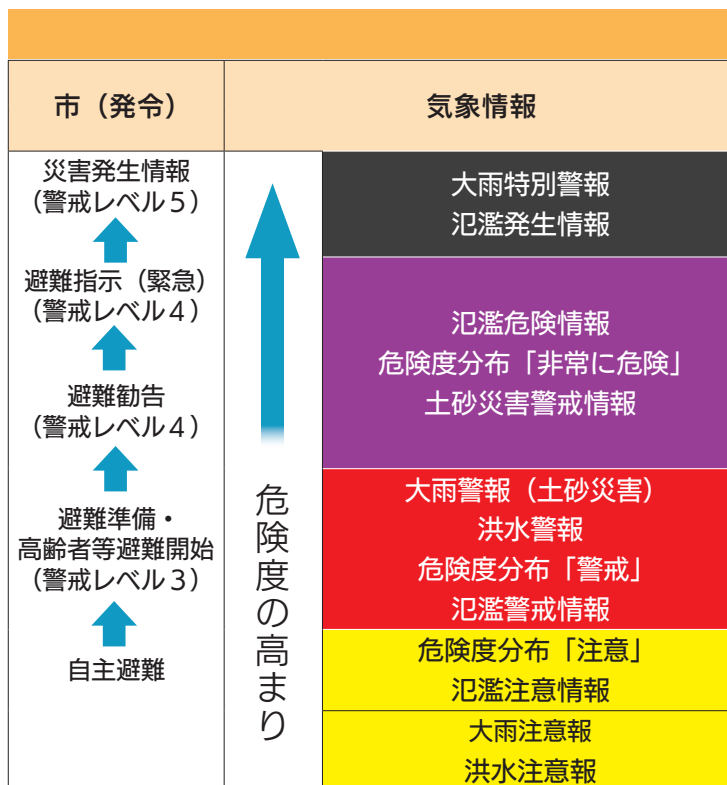 市（発令）
気象情報
災害発生情報
（警戒レベル５）
避難指示（緊急）
（警戒レベル４）
避難勧告
（警戒レベル４）
避難準備・
高齢者等避難開始
（警戒レベル３）
自主避難
危険度の高まり
大雨特別警報
氾濫発生情報
氾濫危険情報
危険度分布「非常に危険」
土砂災害警戒情報
大雨警報（土砂災害）
洪水警報
危険度分布「警戒」
氾濫警戒情報
危険度分布「注意」
氾濫注意情報
大雨注意報
洪水注意報